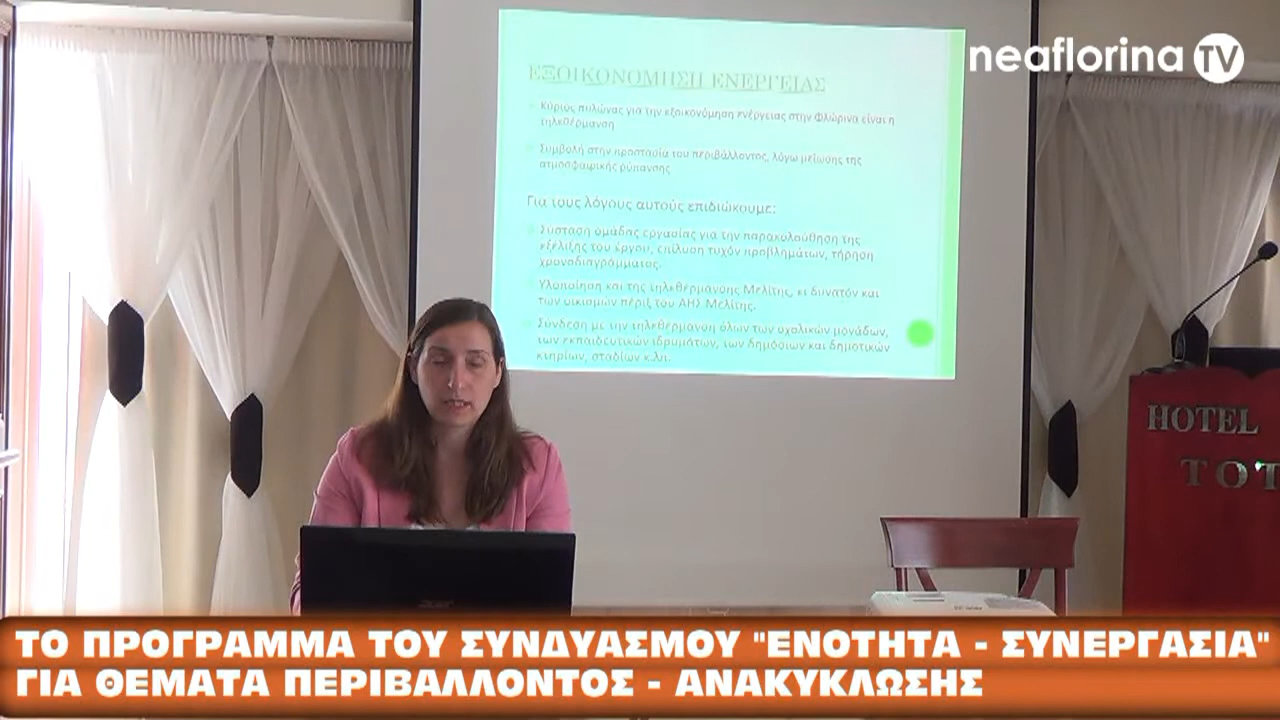 neaflorina TV
ΕΞΟΙΚΟΝΟΜΗΣΗ ΕΝΕΡΓΕΙΑΣ
Κύριος πυλώνας για την εξοικονόμηση ενέργειας στην Φλώρινα είναι η
τηλεθέρμανση
Συμβολή στην προστασία του περιβάλλοντος, λόγω μείωσης της
ατμοσφαιρικής ρύπανσης
Για τους λόγους αυτούς επιδιώκουμε:
Σύσταση ομάδας εργασίας για την παρακολούθηση της
εξέλιξης του έργου, επίλυση τυχόν προβλημάτων, τήρηση
χρονοδιαγράμματος.
Υλοποίηση και της τηλεθέρμανσης Μελίτης, κι δυνατόν και
των οικισμών πέριξ του ΑΗΣ Μελίτης.
Σύνδεση με την τηλεθέρμανση όλων των σχολικών μονάδων,
των εκπαιδευτικών ιδρυμάτων, των δημόσιων και δημοτικών
κτηρίων, σταδίων κ.λπ.
HOTEL
TOT
ΤΟ ΠΡΟΓΡΑΜΜΑ ΤΟΥ ΣΥΝΔΥΑΣΜΟΥ "ΕΝΟΤΗΤΑ - ΣΥΝΕΡΓΑΣΙΑ"
ΓΙΑ ΘΕΜΑΤΑ ΠΕΡΙΒΑΛΛΟΝΤΟΣ - ΑΝΑΚΥΚΛΩΣΗΣ